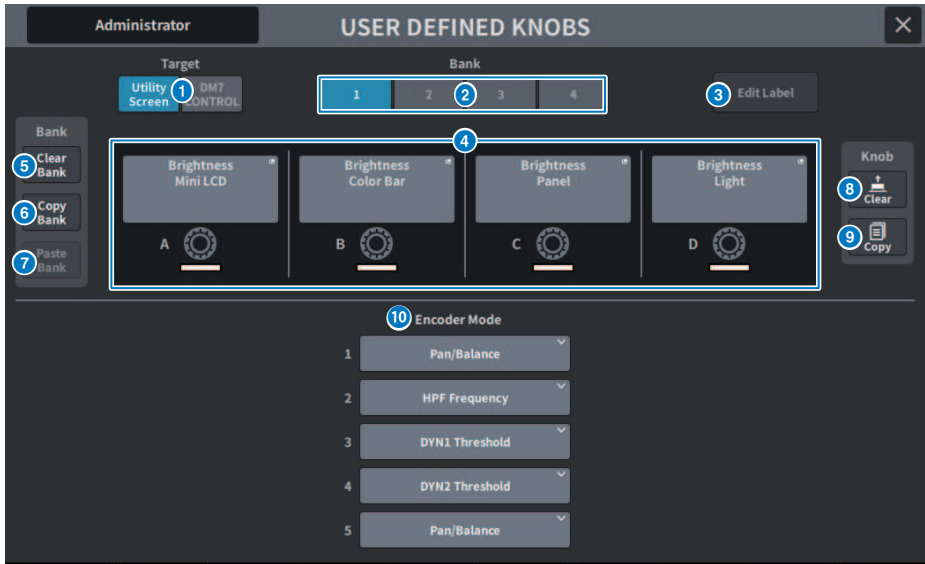 Administrator
USER DEFINED KNOBS
Target
Bank
Utility
Screen
1
DM7
CONTROL
1
2
2
3
4
3
Edit Label
Bank
5
Clear
Bank
6
Copy
Bank
7
Paste
Bank
4
Brightness
Mini LCD
Brightness
Color Bar
Brightness
Panel
Brightness
Light
A
B
C
D
Knob
8
Clear
9
Copy
10
Encoder Mode
1 Pan/Balance
2 HPF Frequency
3 DYN1 Threshold
4 DYN2 Threshold
5 Pan/Balance